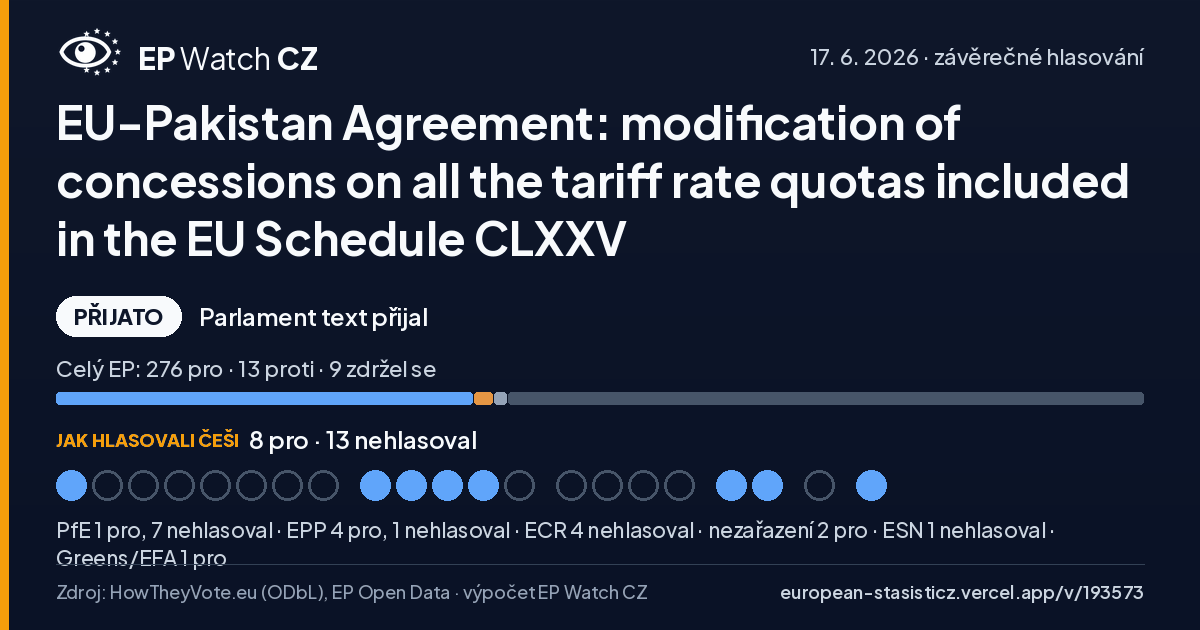 EP Watch CZ
17. 6. 2026 · závěrečné hlasování
EU–Pakistan Agreement: modification of
concessions on all the tariff rate quotas included
in the EU Schedule CLXXV
PŘIJATO Parlament text přijal
Celý EP: 276 pro · 13 proti · 9 zdržel se
JAK HLASOVALI ČEŠI 8 pro · 13 nehlasoval
PfE 1 pro, 7 nehlasoval · EPP 4 pro, 1 nehlasoval · ECR 4 nehlasoval · nezařazení 2 pro · ESN 1 nehlasoval ·
Greens/EFA 1 pro
Zdroj: HowTheyVote.eu (ODbL), EP Open Data · výpočet EP Watch CZ
european-stasisticz.vercel.app/v/193573